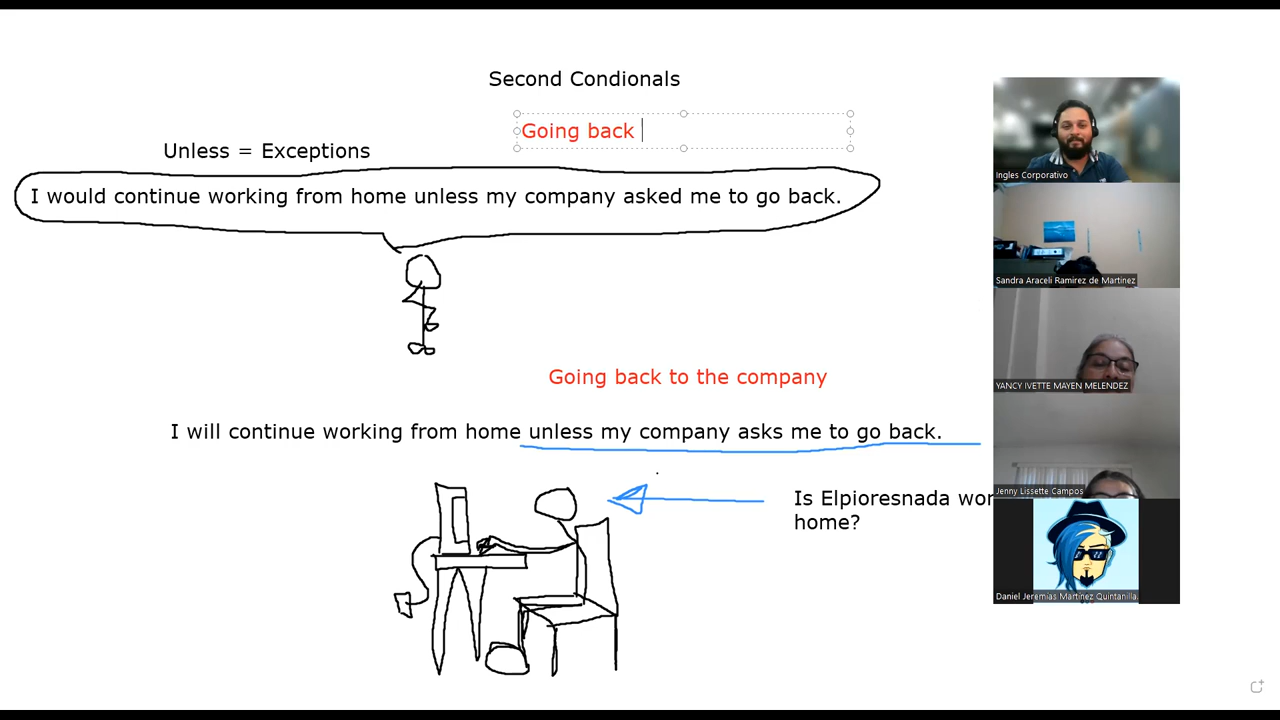 Second Condionals
Going back
Unless = Exceptions
I would continue working from home unless my company asked me to go back.
Going back to the company
I will continue working from home unless my company asks me to go back.
Is Elpioresnada wor
home?
Ingles Corporativo
Sandra Araceli Ramirez de Martinez
YANCY IVETTE MAYEN MELENDEZ
Jenny Lissette Campos
Daniel Jeremias Martinez Quintanilla